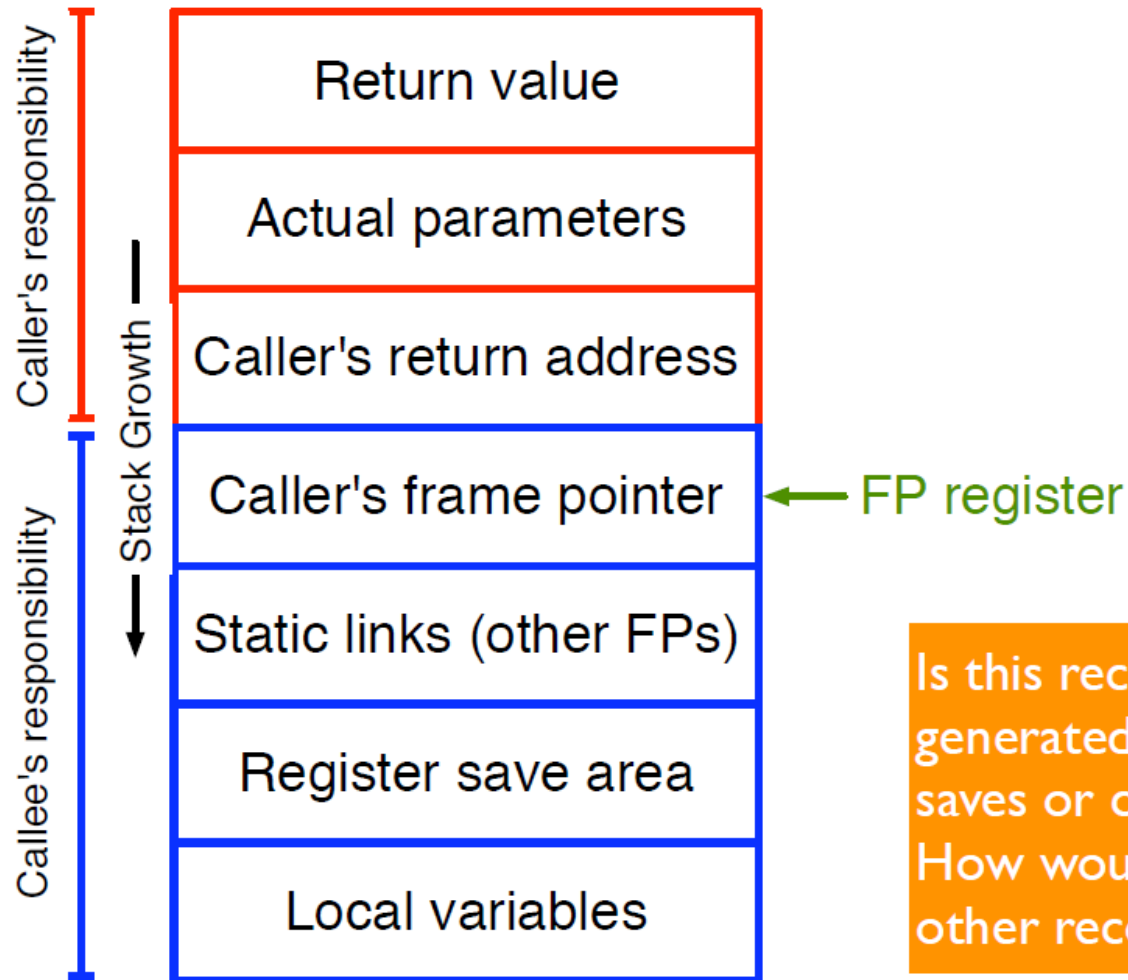 Caller's responsibility
Return value
Actual parameters
Caller's return address
Stack Growth
Callee's responsibility
Caller's frame pointer
FP register
Static links (other FPs)
Register save area
Local variables
Is this rec
generated
saves or
How wou
other reco